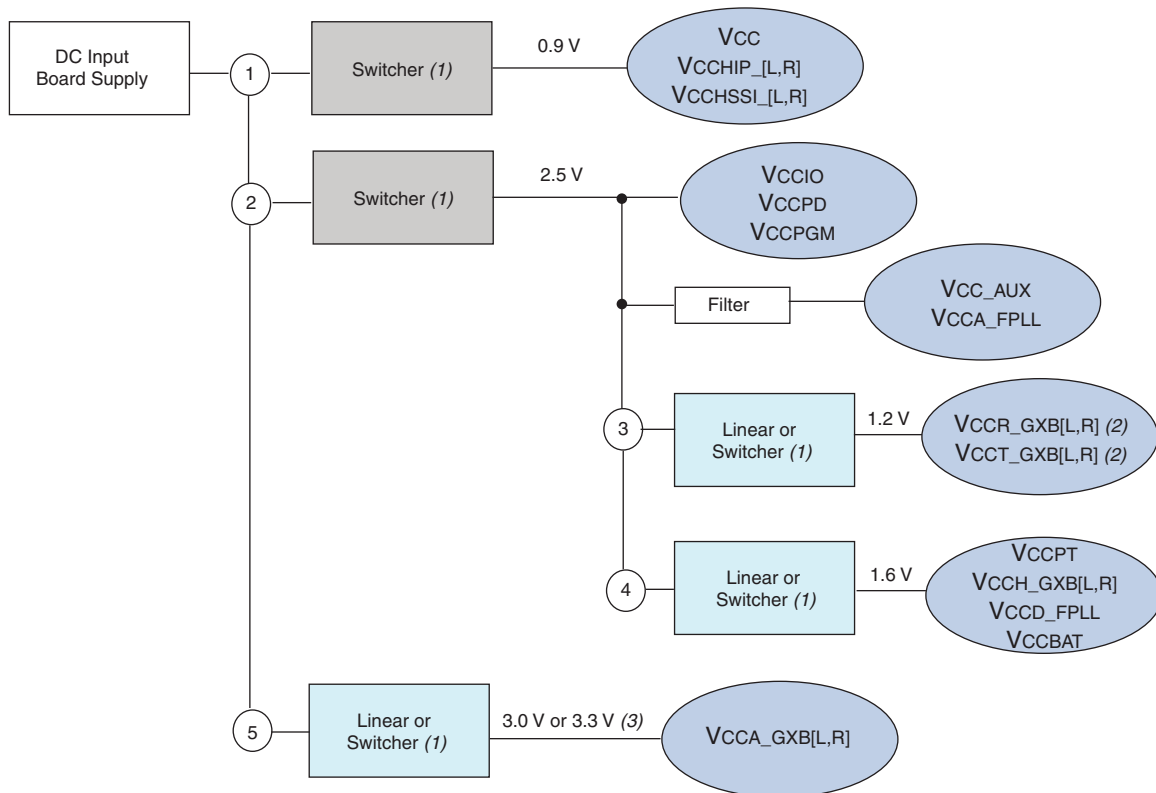 DC Input
Board Supply
1
Switcher (1)
0.9 V
VCC
VCCHIP_[L,R]
VCCHSSI_[L,R]
2
Switcher (1)
2.5 V
VCCIO
VCCPD
VCCPGM
Filter
VCC_AUX
VCCA_FPLL
3
Linear or
Switcher (1)
1.2 V
VCCR_GXB[L,R] (2)
VCCT_GXB[L,R] (2)
4
Linear or
Switcher (1)
1.6 V
VCCPT
VCCH_GXB[L,R]
VCCD_FPLL
VCCBAT
5
Linear or
Switcher (1)
3.0 V or 3.3 V (3)
VCCA_GXB[L,R]